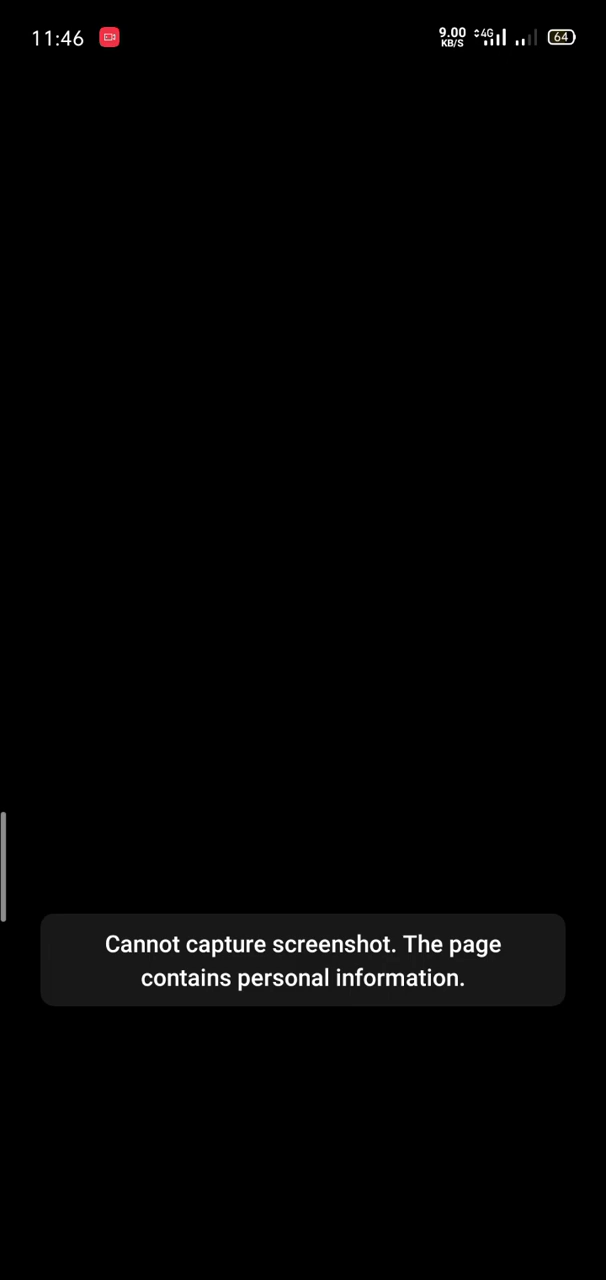 11:46
9.00
KB/S
4G
64
Cannot capture screenshot. The page
contains personal information.